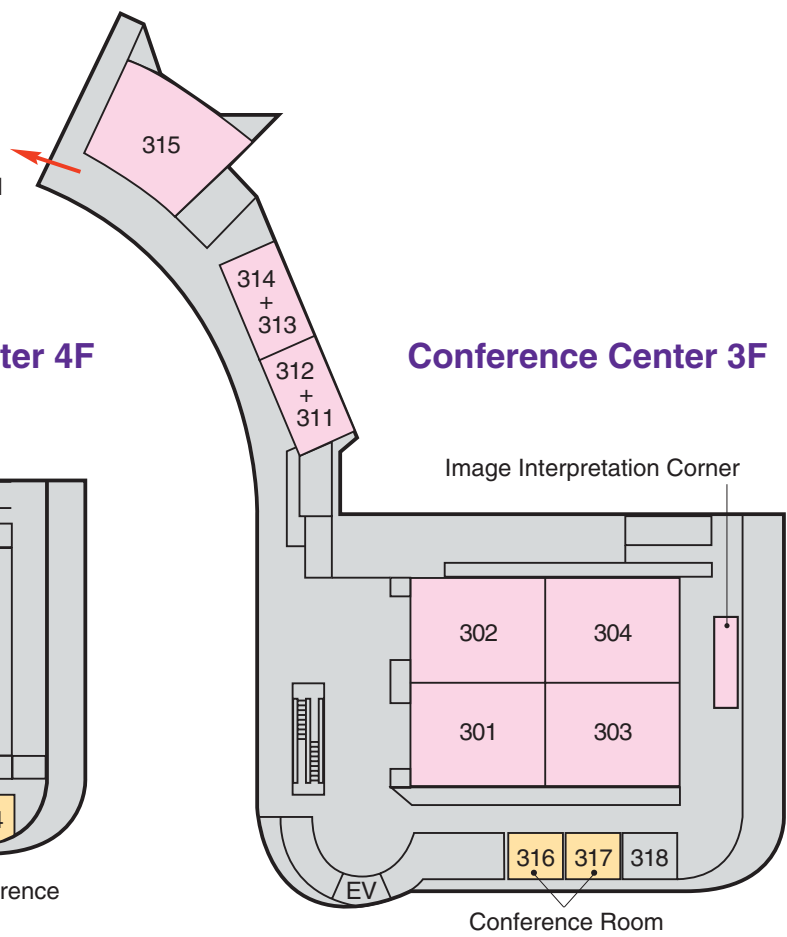 315
314
+
313
312
+
311
ter 4F
Conference Center 3F
Image Interpretation Corner
302
304
301
303
316
317
318
EV
rence
Conference Room